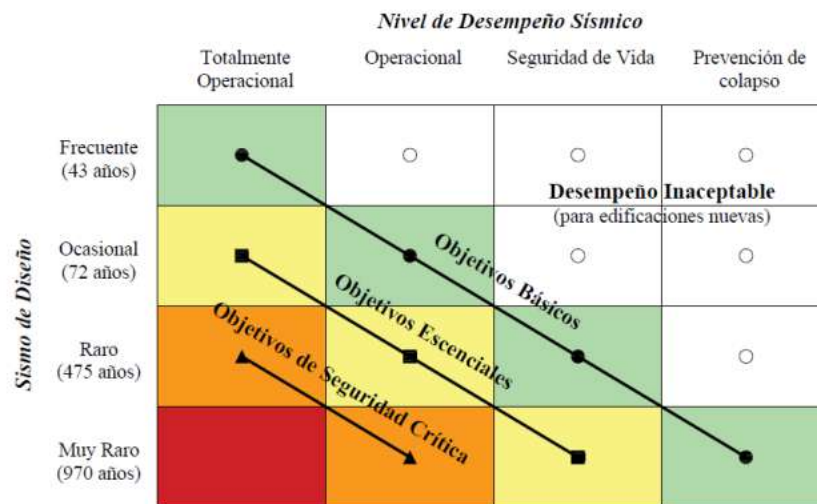 Nivel de Desempeño Sísmico
Totalmente
Operacional
Operacional
Seguridad de Vida
Prevención de
colapso
Sismo de Diseño
Frecuente
(43 años)
Desempeño Inaceptable
(para edificaciones nuevas)
Ocasional
(72 años)
Objetivos Básicos
Objetivos Escenciales
Objetivos de Seguridad Crítica
Raro
(475 años)
Muy Raro
(970 años)